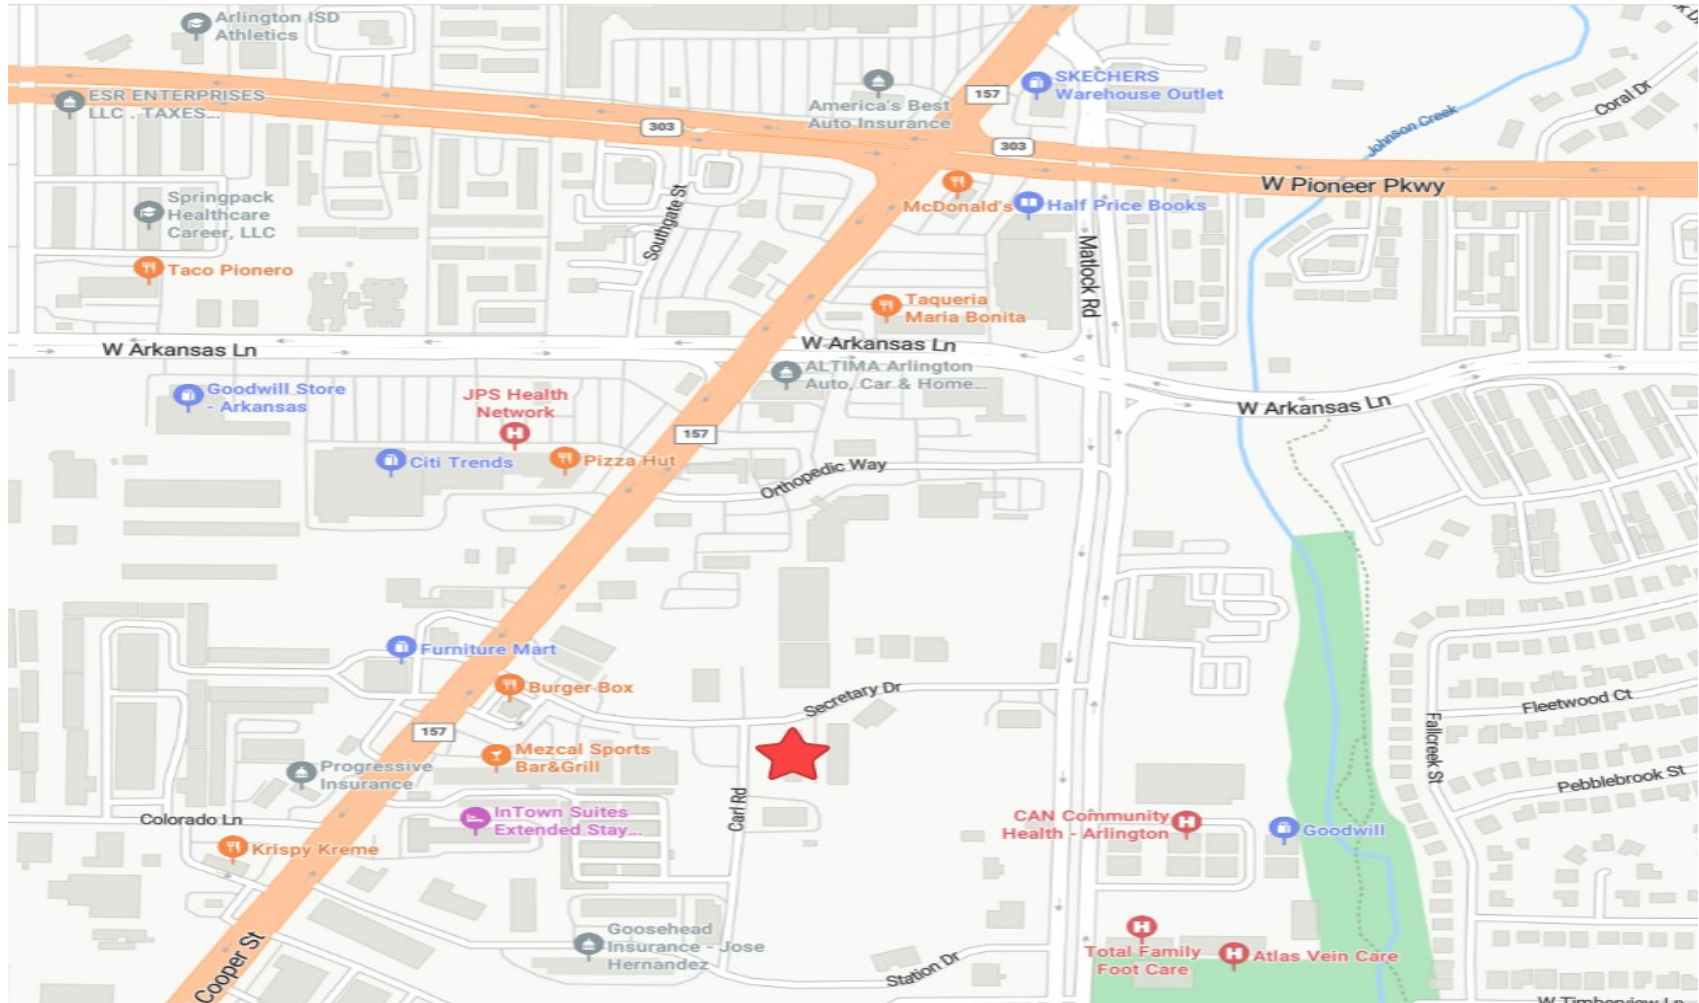 Arlington ISD
Athletics
ESR ENTERPRISES
LLC . TAXES...
303
America's Best
Auto Insurance
157
SKECHERS
Warehouse Outlet
303
Johnson Creek
Coral Dr
W Pioneer Pkwy
Springpack
Healthcare
Career, LLC
Southgate St
McDonald's
Half Price Books
Taco Pionero
Matlock Rd
Taqueria
Maria Bonita
W Arkansas Ln
W Arkansas Ln
ALTIMA Arlington
Auto, Car & Home...
Goodwill Store
- Arkansas
JPS Health
Network
W Arkansas Ln
157
Citi Trends
Pizza Hut
Orthopedic Way
Furniture Mart
Burger Box
Secretary Dr
Fleetwood Ct
157
Fallcreek St
Mezcal Sports
Bar&Grill
Progressive
Insurance
Pebblebrook St
Carl Rd
Colorado Ln
InTown Suites
Extended Stay...
CAN Community
Health - Arlington
Goodwill
Krispy Kreme
Goosehead
Insurance - Jose
Hernandez
Cooper St
Station Dr
Total Family
Foot Care
Atlas Vein Care
W Timberview Ln